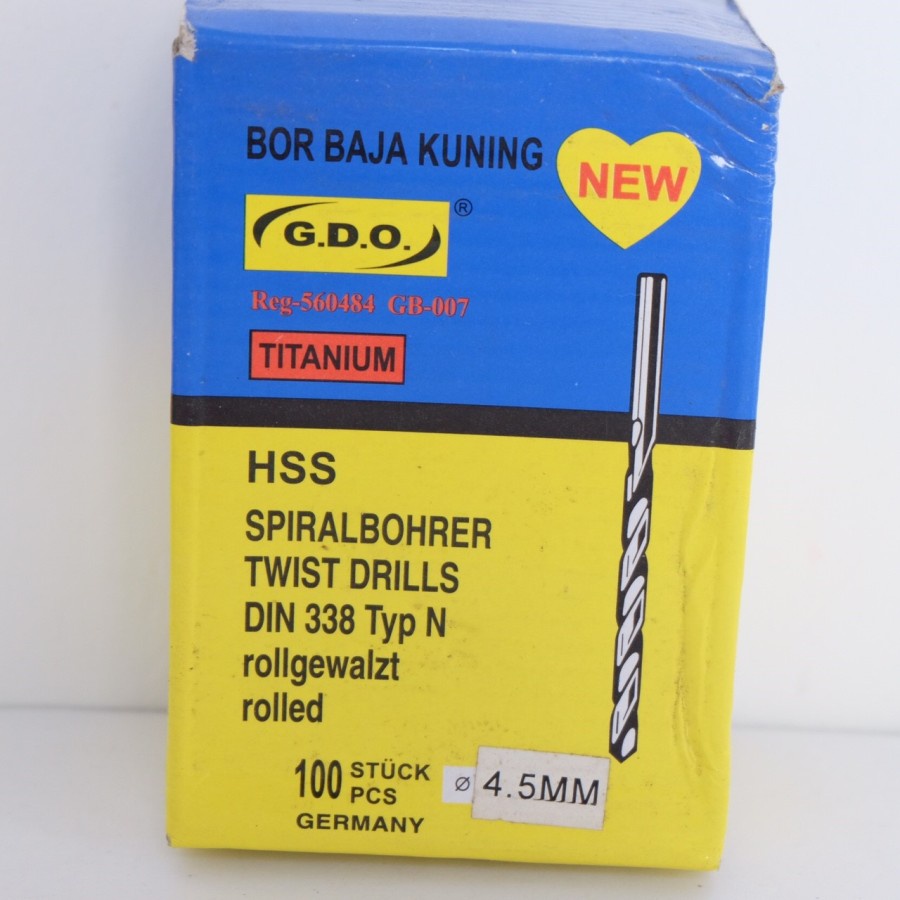 BOR BAJA KUNING
NEW
G.D.O. ®
Reg-560484 GB-007
TITANIUM
HSS
SPIRALBOHRER
TWIST DRILLS
DIN 338 Typ N
rollgewalzt
rolled
100 STÜCK
PCS
ø 4.5MM
GERMANY